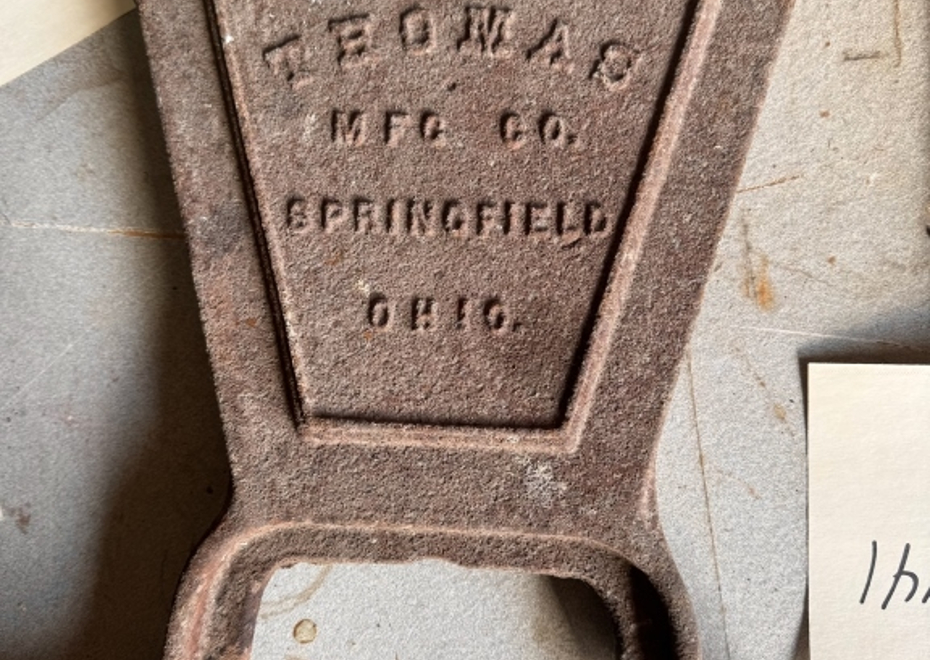 THOMAS
MFG CO.
SPRINGFIELD
OHIO.